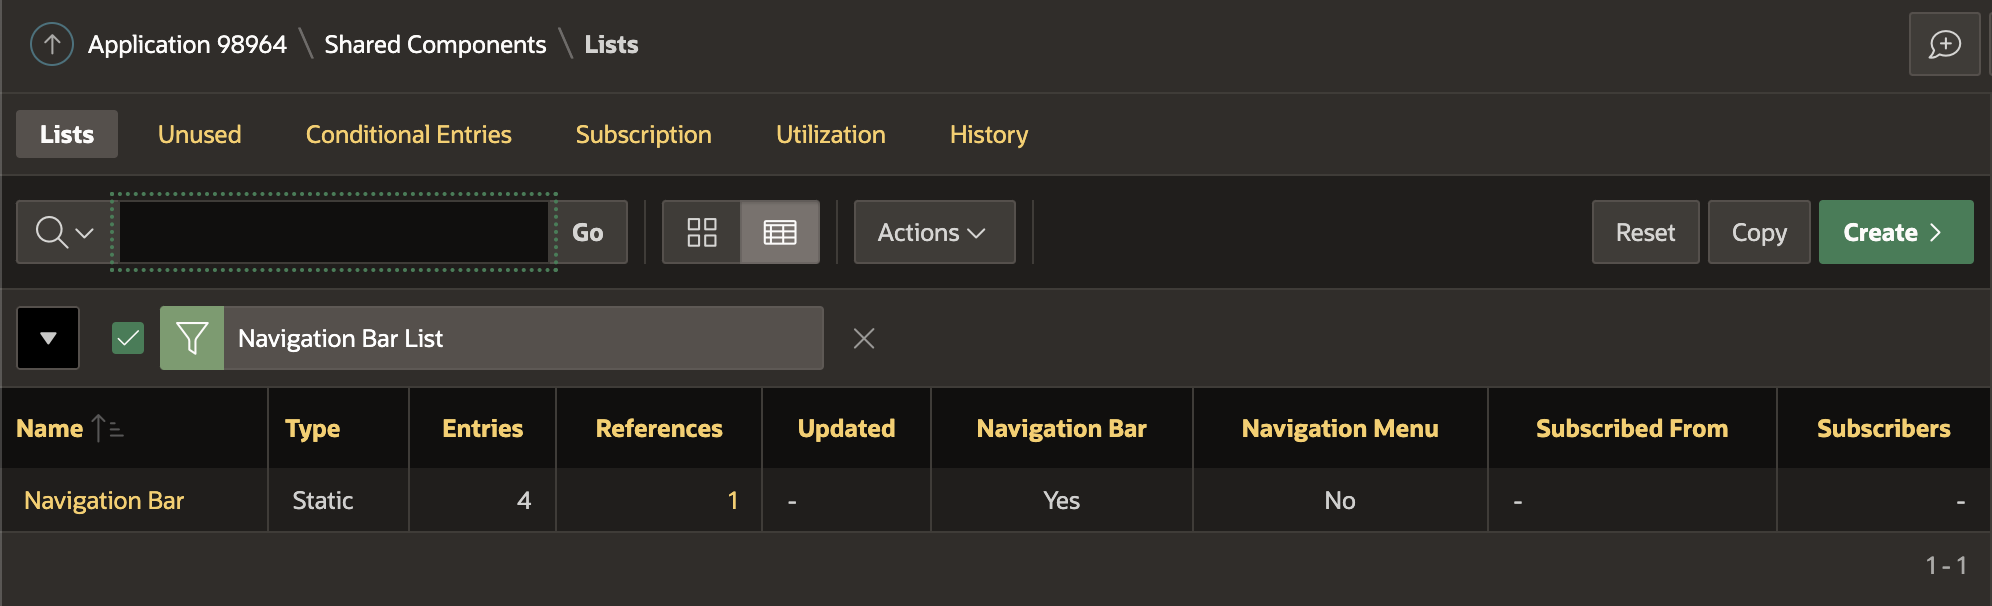 Application 98964 \ Shared Components \ Lists
Lists Unused Conditional Entries Subscription Utilization History
Go Actions Reset Copy Create
Navigation Bar List
Name Type Entries References Updated Navigation Bar Navigation Menu Subscribed From Subscribers
Navigation Bar Static 4 1 - Yes No - -
1 - 1